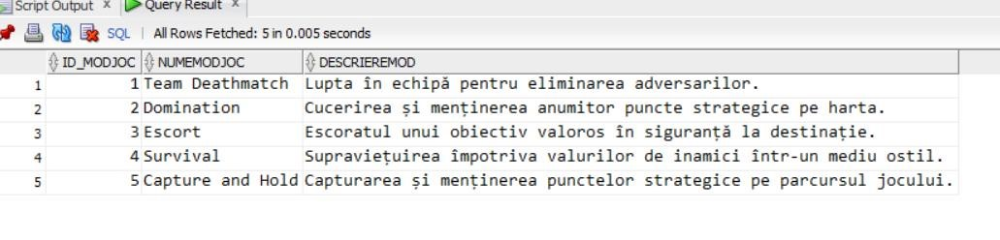 Script Output x Query Result x
SQL | All Rows Fetched: 5 in 0.005 seconds
ID_MODJOC NUMEMODJOC DESCRIEREMOD
1 1 Team Deathmatch Lupta în echipă pentru eliminarea adversarilor.
2 2 Domination Cucerirea și menținerea anumitor puncte strategice pe harta.
3 3 Escort Escoratul unui obiectiv valoros în siguranță la destinație.
4 4 Survival Supraviețuirea împotriva valurilor de inamici într-un mediu ostil.
5 5 Capture and Hold Capturarea și menținerea punctelor strategice pe parcursul jocului.